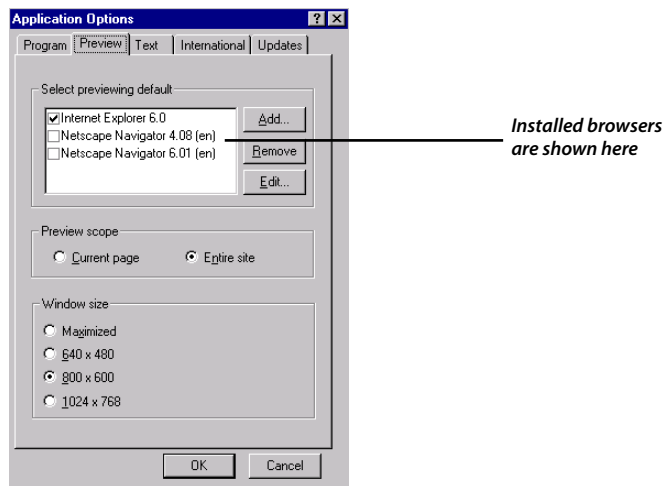 Application Options
Program Preview Text International Updates
Select previewing default
Internet Explorer 6.0
Netscape Navigator 4.08 (en)
Netscape Navigator 6.01 (en)
Add...
Remove
Edit...
Installed browsers
are shown here
Preview scope
Current page Entire site
Window size
Maximized
640 x 480
800 x 600
1024 x 768
OK Cancel